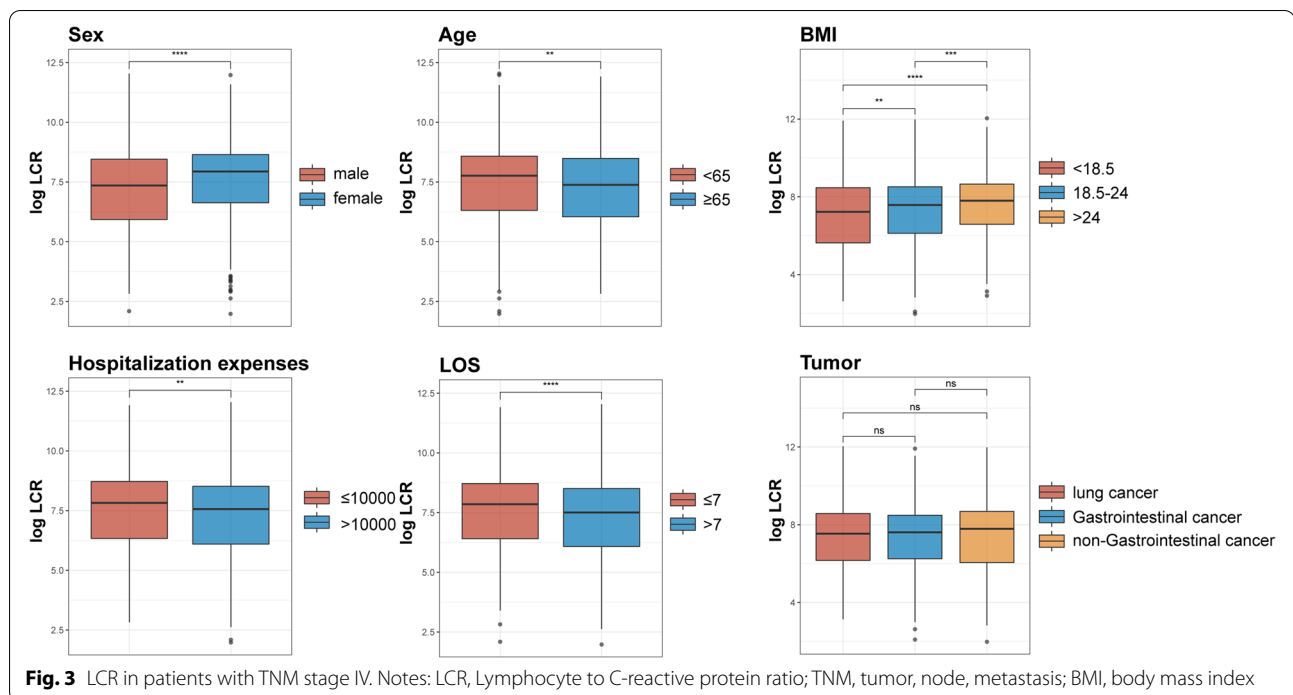 Sex
****
12.5
10.0
7.5
5.0
2.5
log LCR
male
female
Age
**
12.5
10.0
7.5
5.0
2.5
log LCR
<65
≥65
BMI
***
****
**
12
8
4
log LCR
<18.5
18.5-24
>24
Hospitalization expenses
**
12.5
10.0
7.5
5.0
2.5
log LCR
≤10000
>10000
LOS
****
12.5
10.0
7.5
5.0
2.5
log LCR
≤7
>7
Tumor
ns
ns
ns
12
8
4
log LCR
lung cancer
Gastrointestinal cancer
non-Gastrointestinal cancer
Fig. 3 LCR in patients with TNM stage IV. Notes: LCR, Lymphocyte to C-reactive protein ratio; TNM, tumor, node, metastasis; BMI, body mass index